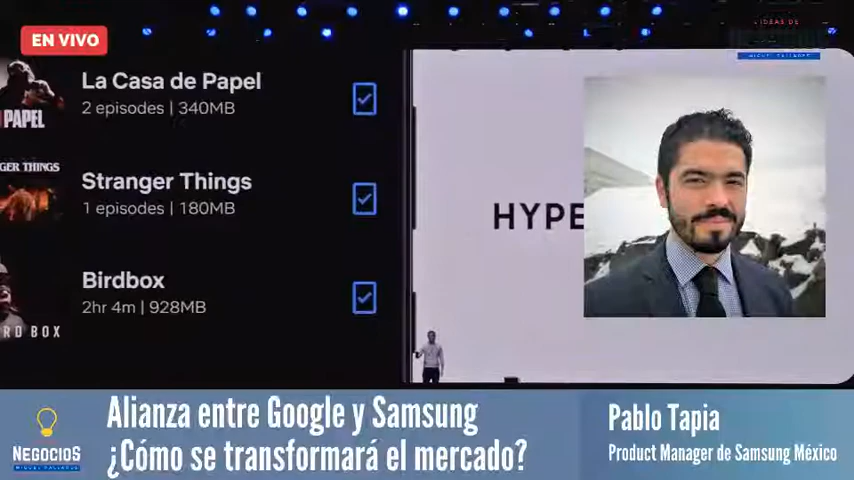 EN VIVO
IDEAS DE
La Casa de Papel
2 episodes | 340MB
PAPEL
GER THINGS
Stranger Things
1 episodes | 180MB
HYPE
Birdbox
2hr 4m | 928MB
RD BOX
Alianza entre Google y Samsung
¿Cómo se transformará el mercado?
Pablo Tapia
Product Manager de Samsung México
NEGOCIOS